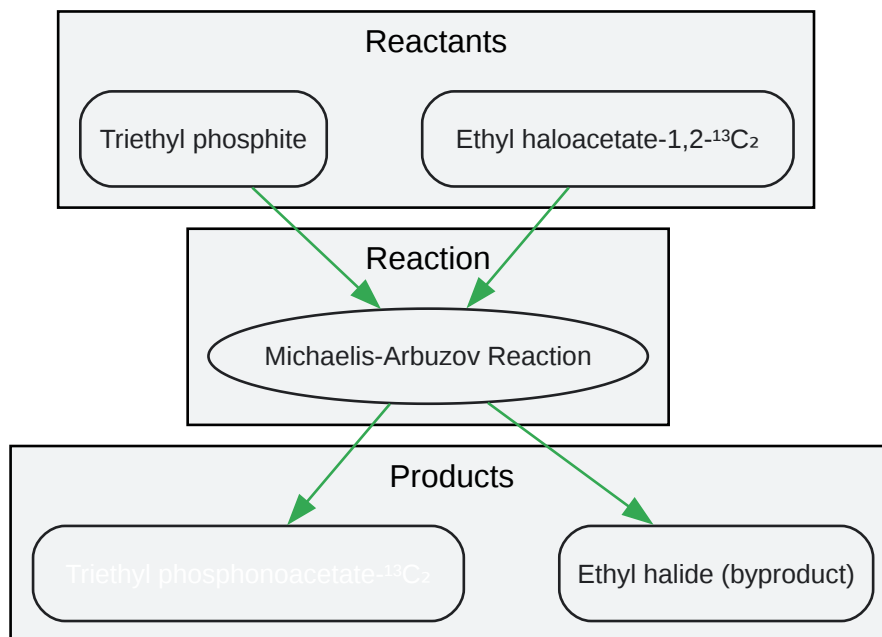 Reactants
Triethyl phosphite
Ethyl haloacetate-1,2-¹³C₂
Reaction
Michaelis-Arbuzov Reaction
Products
Triethyl phosphonoacetate-¹³C₂
Ethyl halide (byproduct)